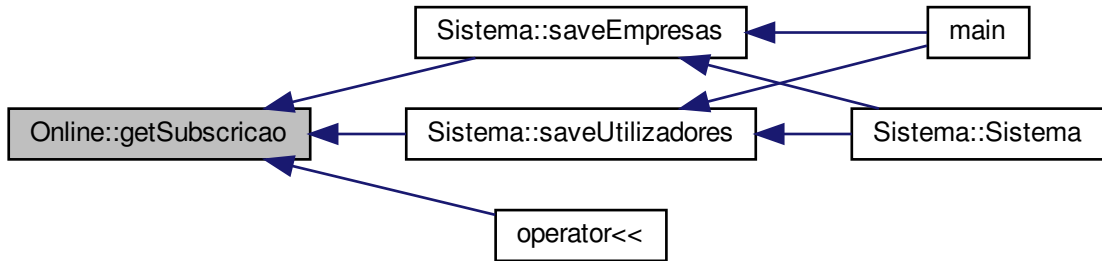 Sistema::saveEmpresas
main
Online::getSubscricao
Sistema::saveUtilizadores
Sistema::Sistema
operator<<